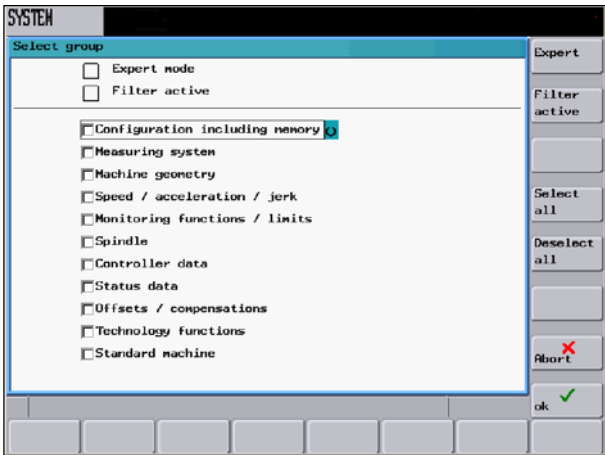 SYSTEM
Select group
Expert mode
Filter active
Configuration including memory
Measuring system
Machine geometry
Speed / acceleration / jerk
Monitoring functions / limits
Spindle
Controller data
Status data
Offsets / compensations
Technology functions
Standard machine
Expert
Filter
active
Select
all
Deselect
all
Abort
ok